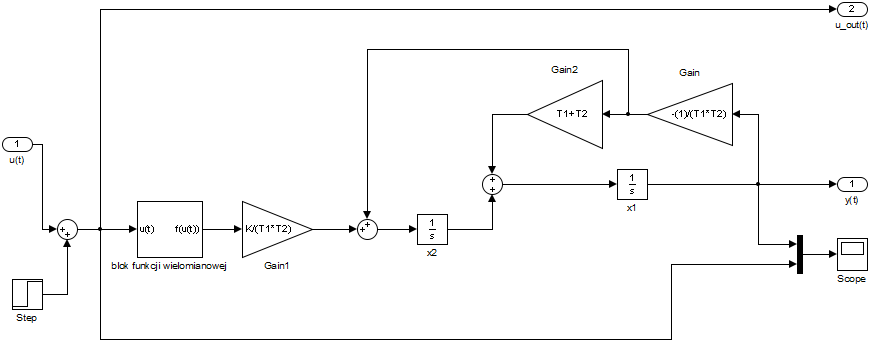 2
u_out(t)
Gain2
Gain
T1+T2
-(1)/(T1*T2)
1
u(t)
1
s
x1
1
y(t)
u(t)
f(u(t))
K/(T1*T2)
1
s
x2
blok funkcji wielomianowej
Gain1
Scope
Step